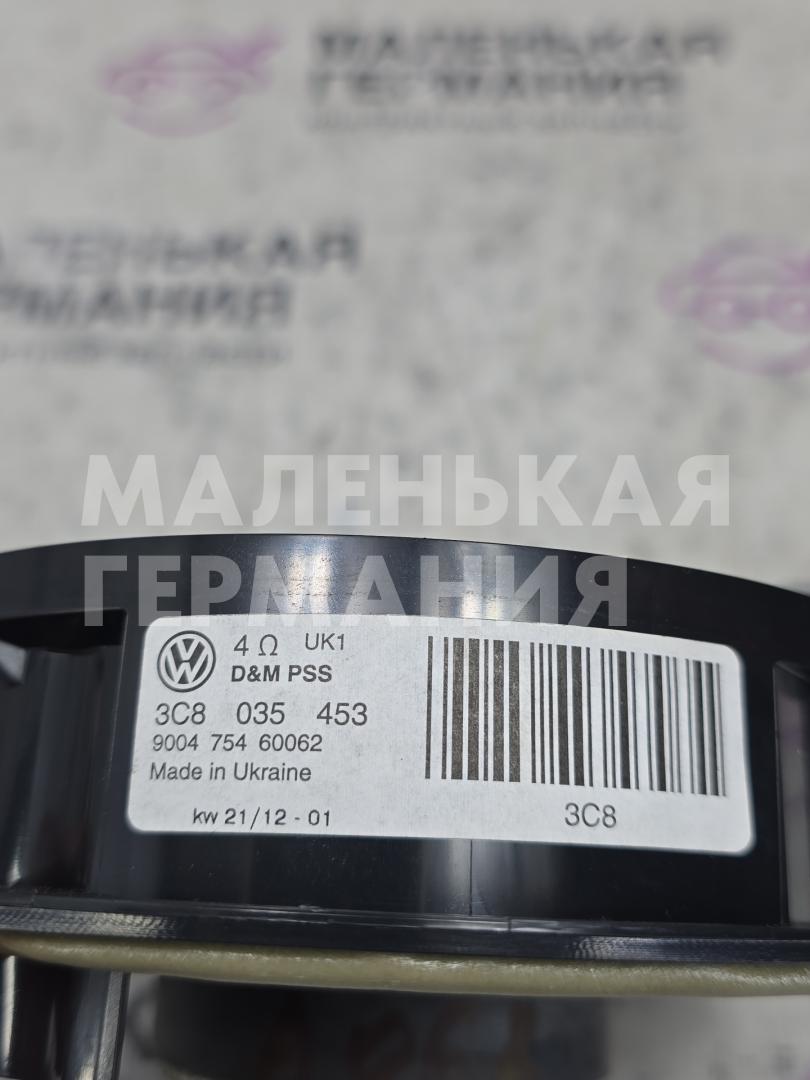 МАЛЕНЬКАЯ
ГЕРМАНИЯ
МАЛЕНЬКАЯ
ГЕРМАНИЯ
МАЛЕНЬКАЯ
ГЕРМАНИЯ
4 Ω UK1
D&M PSS
3C8 035 453
9004 754 60062
Made in Ukraine
kw 21/12 - 01
3C8